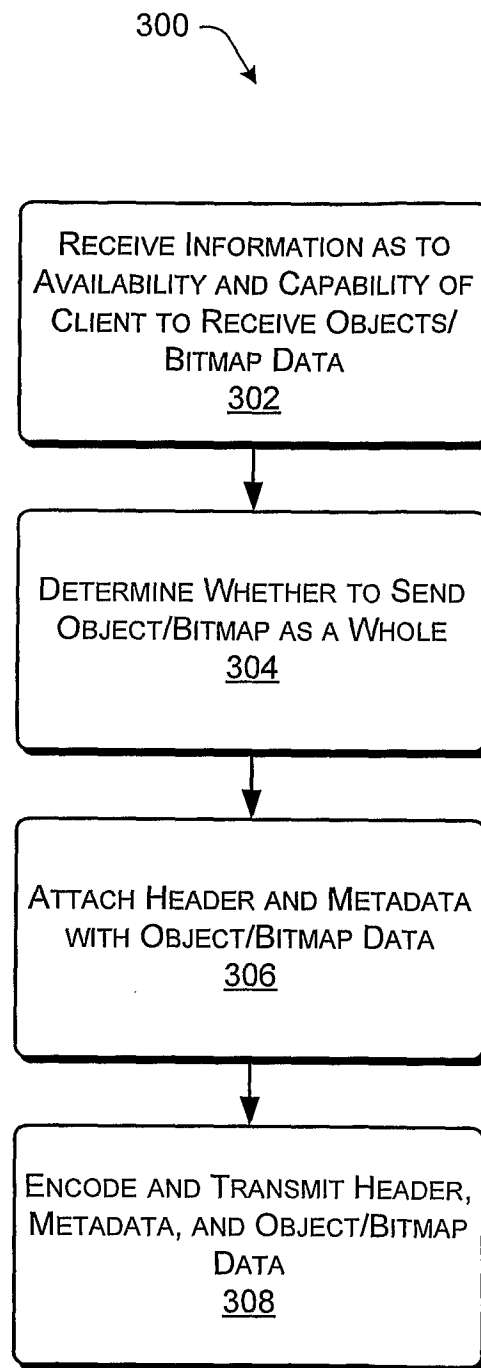 300
RECEIVE INFORMATION AS TO
AVAILABILITY AND CAPABILITY OF
CLIENT TO RECEIVE OBJECTS/
BITMAP DATA
302
DETERMINE WHETHER TO SEND
OBJECT/BITMAP AS A WHOLE
304
ATTACH HEADER AND METADATA
WITH OBJECT/BITMAP DATA
306
ENCODE AND TRANSMIT HEADER,
METADATA, AND OBJECT/BITMAP
DATA
308